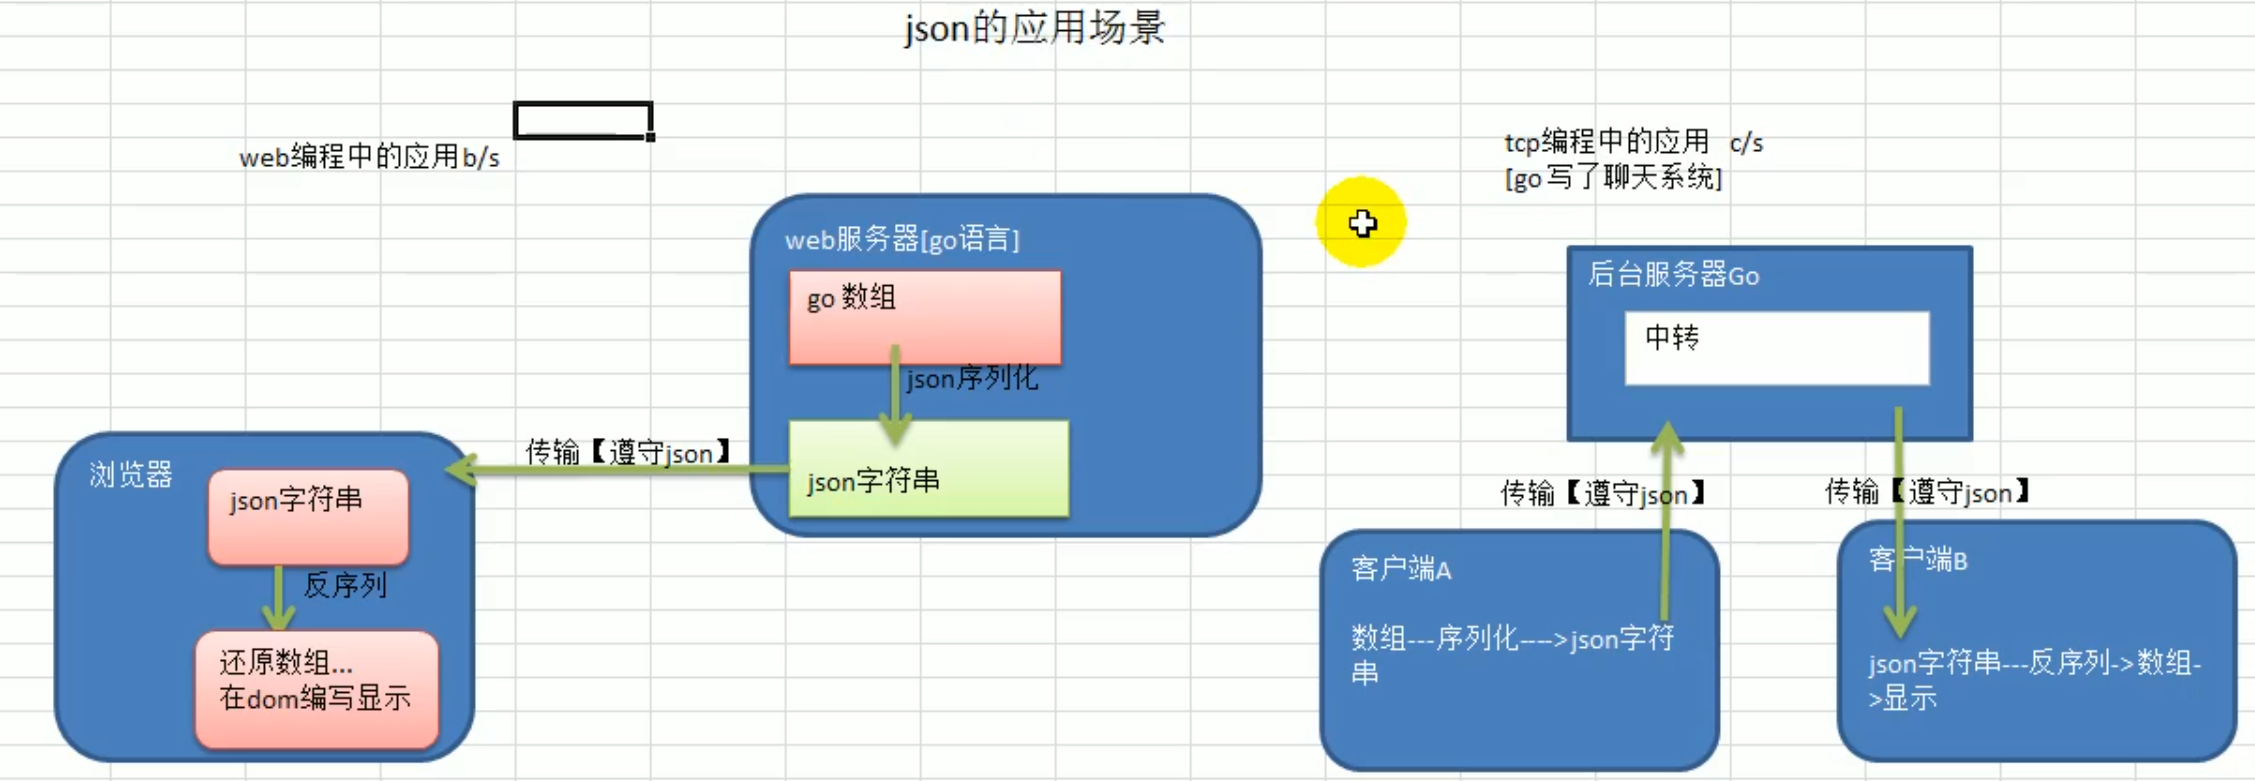 json的应用场景
web编程中的应用b/s
web服务器[go语言]
go 数组
json序列化
json字符串
传输【遵守json】
浏览器
json字符串
反序列
还原数组...
在dom编写显示
tcp编程中的应用 c/s
[go 写了聊天系统]
后台服务器Go
中转
传输【遵守json】
传输【遵守json】
客户端A
数组---序列化---->json字符
串
客户端B
json字符串---反序列->数组-
>显示